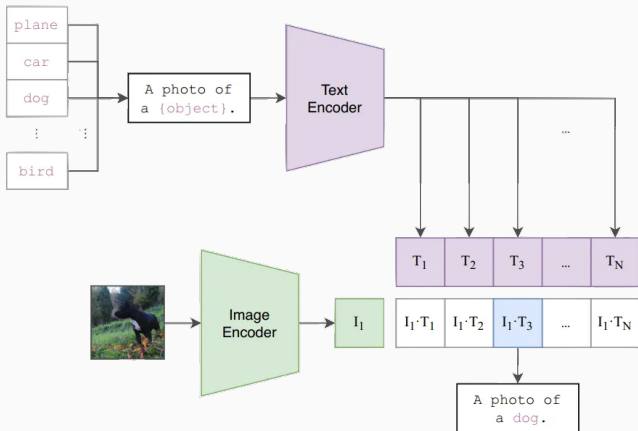 plane
car
dog
⋮ ⋮
bird
A photo of
a {object}.
Text
Encoder
...
T1 T2 T3 ... TN
Image
Encoder
I1
I1·T1 I1·T2 I1·T3 ... I1·TN
A photo of
a dog.